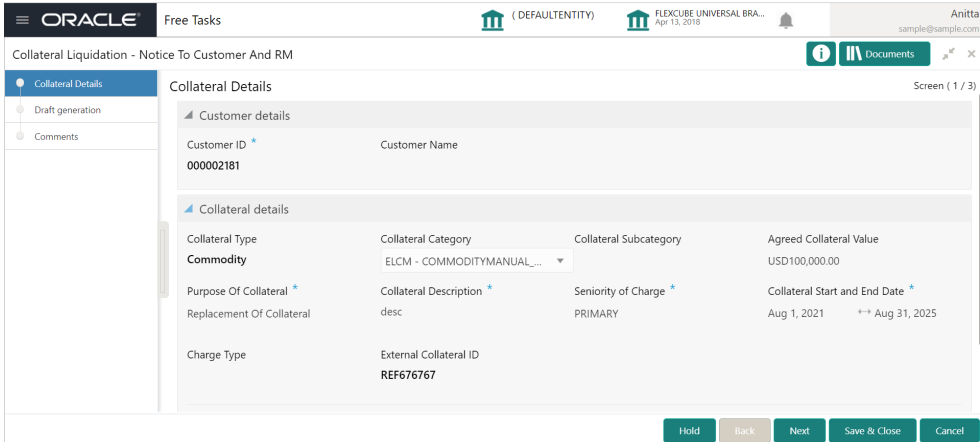 ORACLE Free Tasks ( DEFAULTENTITY) FLEXCUBE UNIVERSAL BRA... Anitta
Apr 13, 2018 sample@sample.com
Collateral Liquidation - Notice To Customer And RM Documents
Collateral Details
Draft generation
Comments
Collateral Details Screen ( 1 / 3)
Customer details
Customer ID * Customer Name
000002181
Collateral details
Collateral Type Collateral Category Collateral Subcategory Agreed Collateral Value
Commodity ELCM - COMMODITYMANUAL_... USD100,000.00
Purpose Of Collateral * Collateral Description * Seniority of Charge * Collateral Start and End Date *
Replacement Of Collateral desc PRIMARY Aug 1, 2021 ↔ Aug 31, 2025
Charge Type External Collateral ID
REF676767
Hold Back Next Save & Close Cancel